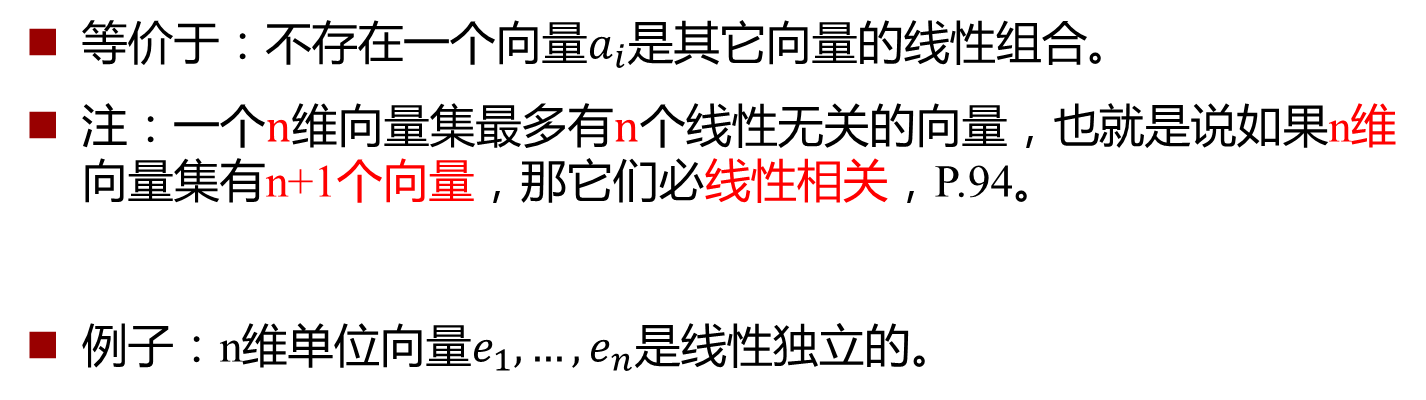 ■ 等价于：不存在一个向量𝑎ᵢ是其它向量的线性组合。
■ 注：一个n维向量集最多有n个线性无关的向量，也就是说如果n维
向量集有n+1个向量，那它们必线性相关，P.94。
■ 例子：n维单位向量𝑒₁, … , 𝑒ₙ是线性独立的。